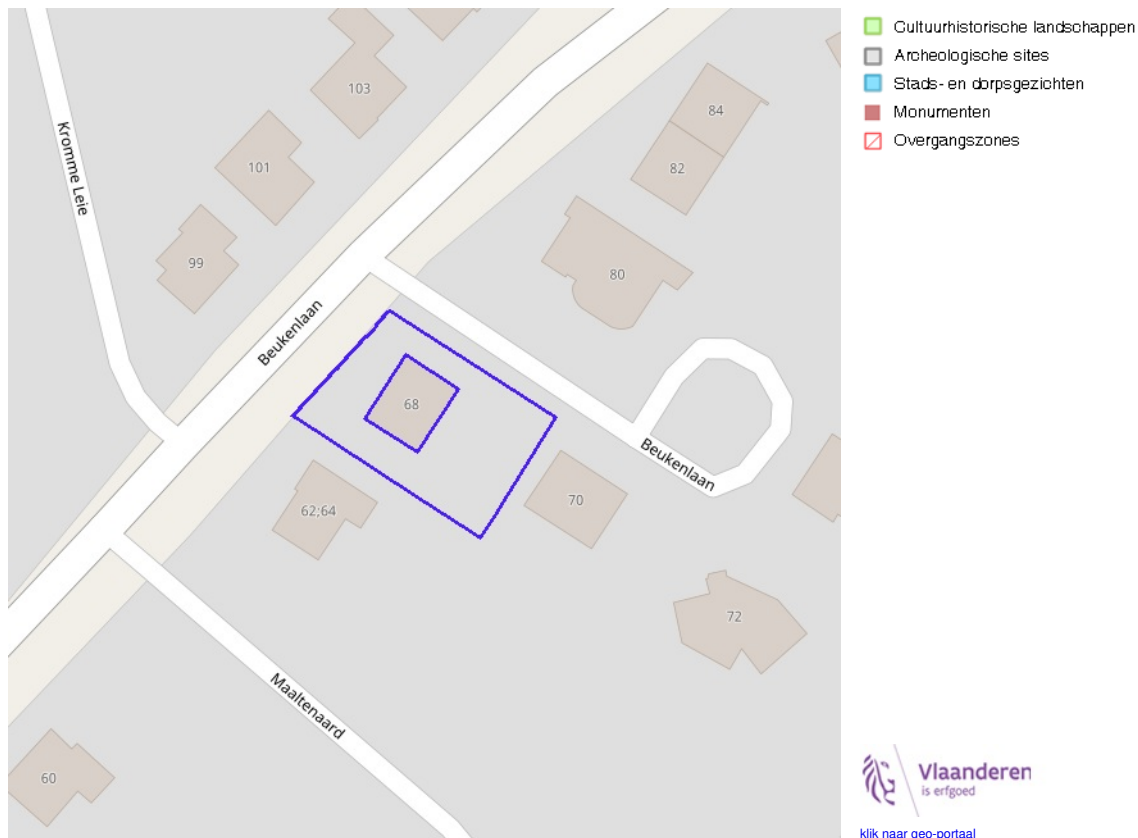 Cultuurhistorische landschappen
Archeologische sites
Stads- en dorpsgezichten
Monumenten
Overgangszones
103
84
101
82
Kromme Leie
99
80
Beukenlaan
68
Beukenlaan
70
62;64
72
Maaltenaard
60
Vlaanderen
is erfgoed
klik naar geo-portaal